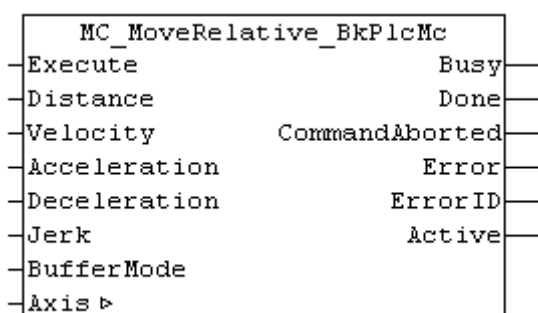 MC_MoveRelative_BkPlcMc
Execute Busy
Distance Done
Velocity CommandAborted
Acceleration Error
Deceleration ErrorID
Jerk Active
BufferMode
Axis ▷